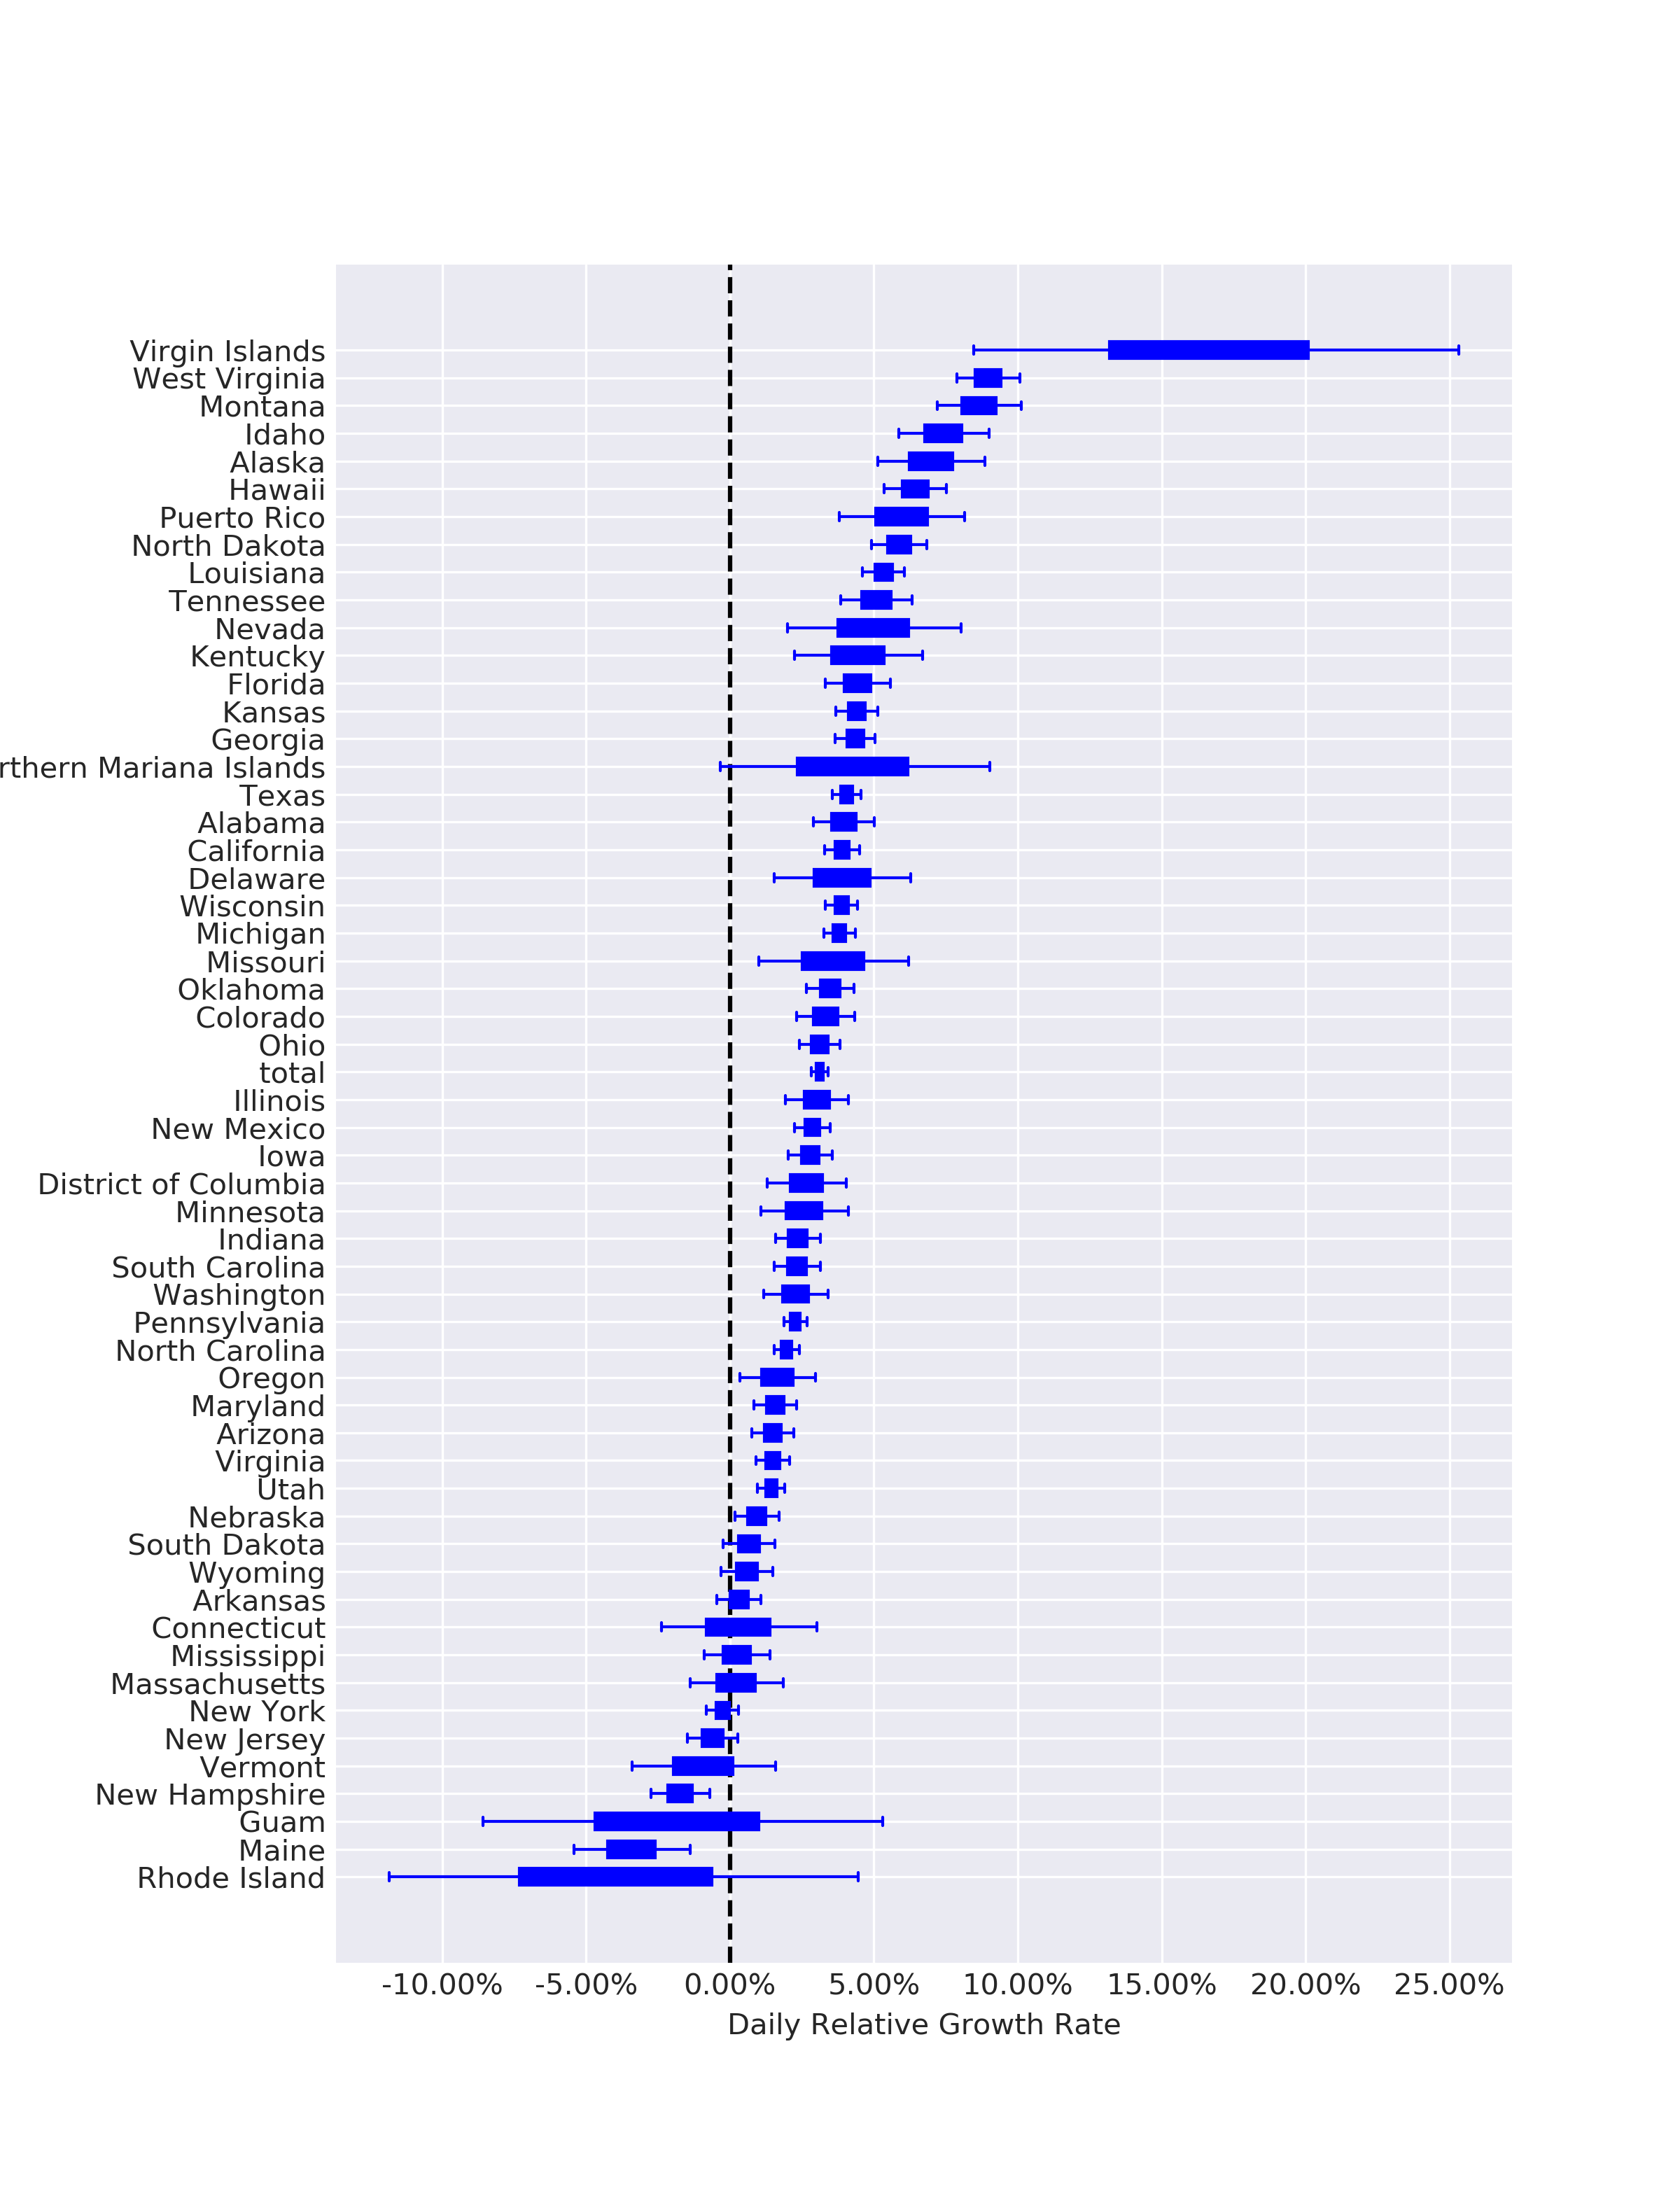 Virgin Islands
West Virginia
Montana
Idaho
Alaska
Hawaii
Puerto Rico
North Dakota
Louisiana
Tennessee
Nevada
Kentucky
Florida
Kansas
Georgia
rthern Mariana Islands
Texas
Alabama
California
Delaware
Wisconsin
Michigan
Missouri
Oklahoma
Colorado
Ohio
total
Illinois
New Mexico
Iowa
District of Columbia
Minnesota
Indiana
South Carolina
Washington
Pennsylvania
North Carolina
Oregon
Maryland
Arizona
Virginia
Utah
Nebraska
South Dakota
Wyoming
Arkansas
Connecticut
Mississippi
Massachusetts
New York
New Jersey
Vermont
New Hampshire
Guam
Maine
Rhode Island
-10.00% -5.00% 0.00% 5.00% 10.00% 15.00% 20.00% 25.00%
Daily Relative Growth Rate